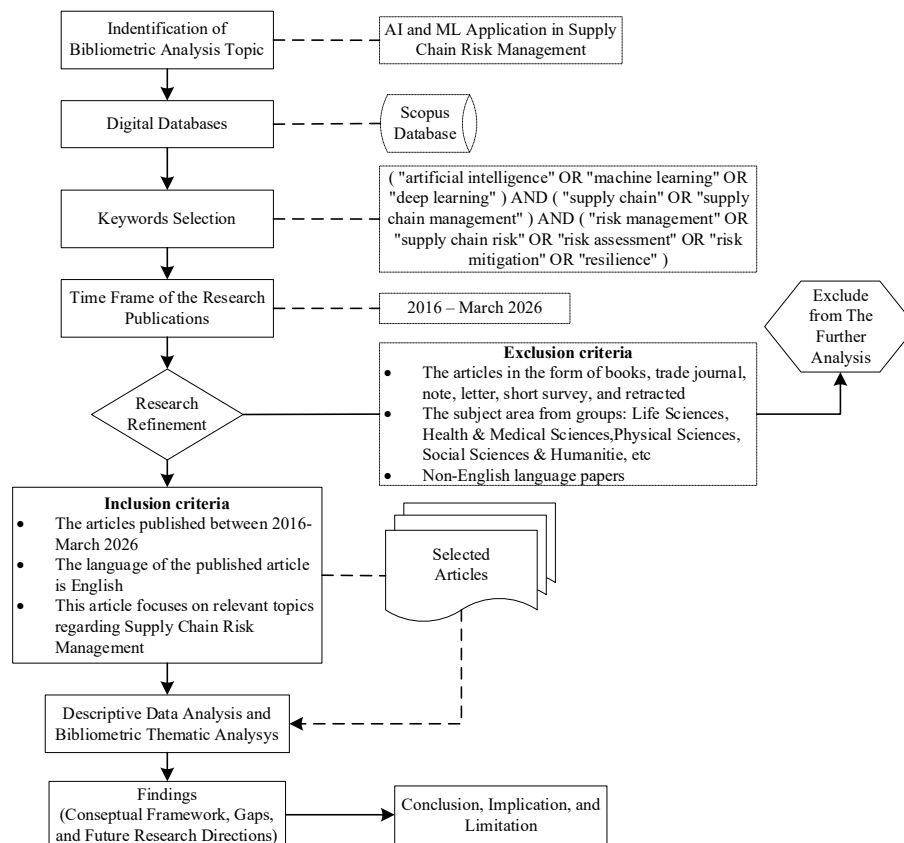 Indentification of
Bibliometric Analysis Topic
AI and ML Application in Supply
Chain Risk Management
Digital Databases
Scopus
Database
Keywords Selection
( "artificial intelligence" OR "machine learning" OR
"deep learning" ) AND ( "supply chain" OR "supply
chain management" ) AND ( "risk management" OR
"supply chain risk" OR "risk assessment" OR "risk
mitigation" OR "resilience" )
Time Frame of the Research
Publications
2016 – March 2026
Exclude
from The
Further
Analysis
Research
Refinement
Exclusion criteria
• The articles in the form of books, trade journal,
note, letter, short survey, and retracted
• The subject area from groups: Life Sciences,
Health & Medical Sciences,Physical Sciences,
Social Sciences & Humanitie, etc
• Non-English language papers
Inclusion criteria
• The articles published between 2016-
March 2026
• The language of the published article
is English
• This article focuses on relevant topics
regarding Supply Chain Risk
Management
Selected
Articles
Descriptive Data Analysis and
Bibliometric Thematic Analysys
Findings
(Conseptual Framework, Gaps,
and Future Research Directions)
Conclusion, Implication, and
Limitation